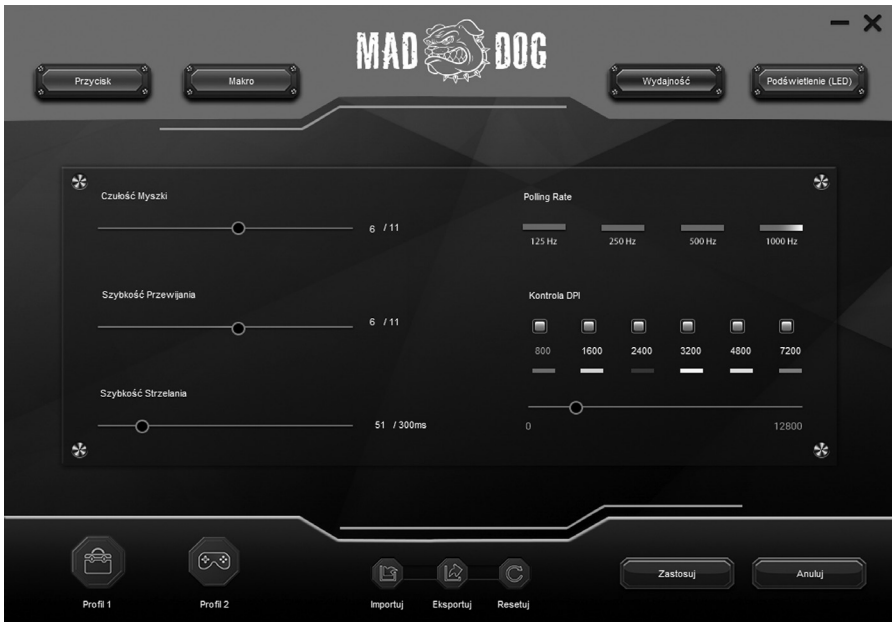 MAD DOG
Przycisk
Makro
Wydajność
Podświetlenie (LED)
Czułość Myszki
6 / 11
Szybkość Przewijania
6 / 11
Szybkość Strzelania
51 / 300ms
Polling Rate
125 Hz 250 Hz 500 Hz 1000 Hz
Kontrola DPI
800 1600 2400 3200 4800 7200
0 12800
Profil 1
Profil 2
Importuj
Eksportuj
Resetuj
Zastosuj
Anuluj